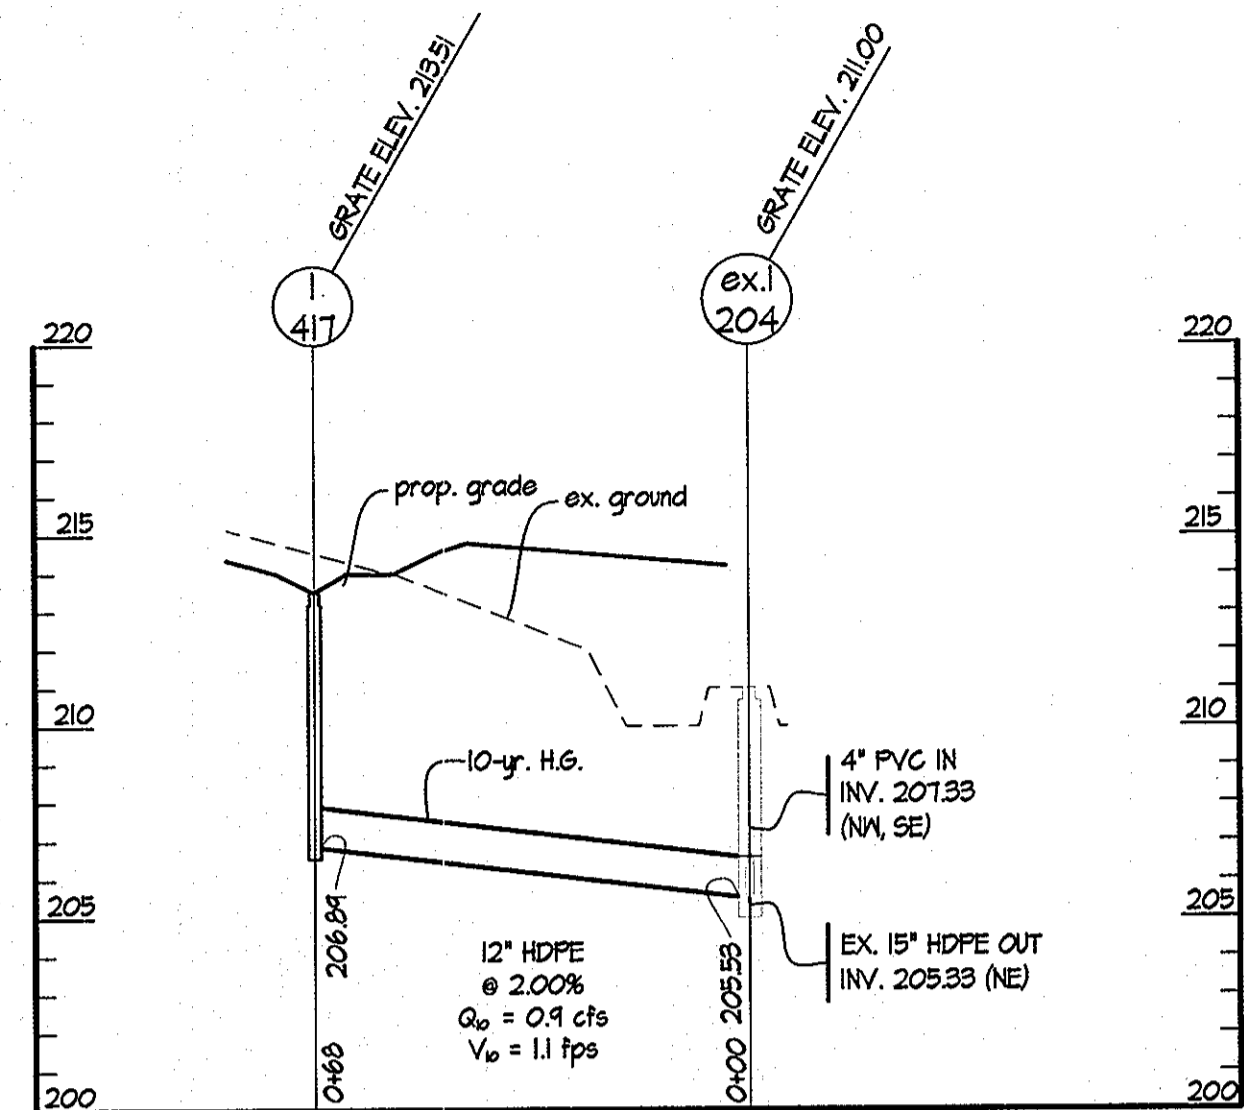 GRATE ELEV. 213.51
GRATE ELEV. 211.00
1
417
ex.1
204
220
220
prop. grade
ex. ground
215
215
210
210
10-yr. H.G.
4" PVC IN
INV. 207.33
(NW, SE)
205
205
206.89
205.53
12" HDPE
@ 2.00%
Q10 = 0.9 cfs
V10 = 1.1 fps
EX. 15" HDPE OUT
INV. 205.33 (NE)
0+68
0+00
200
200